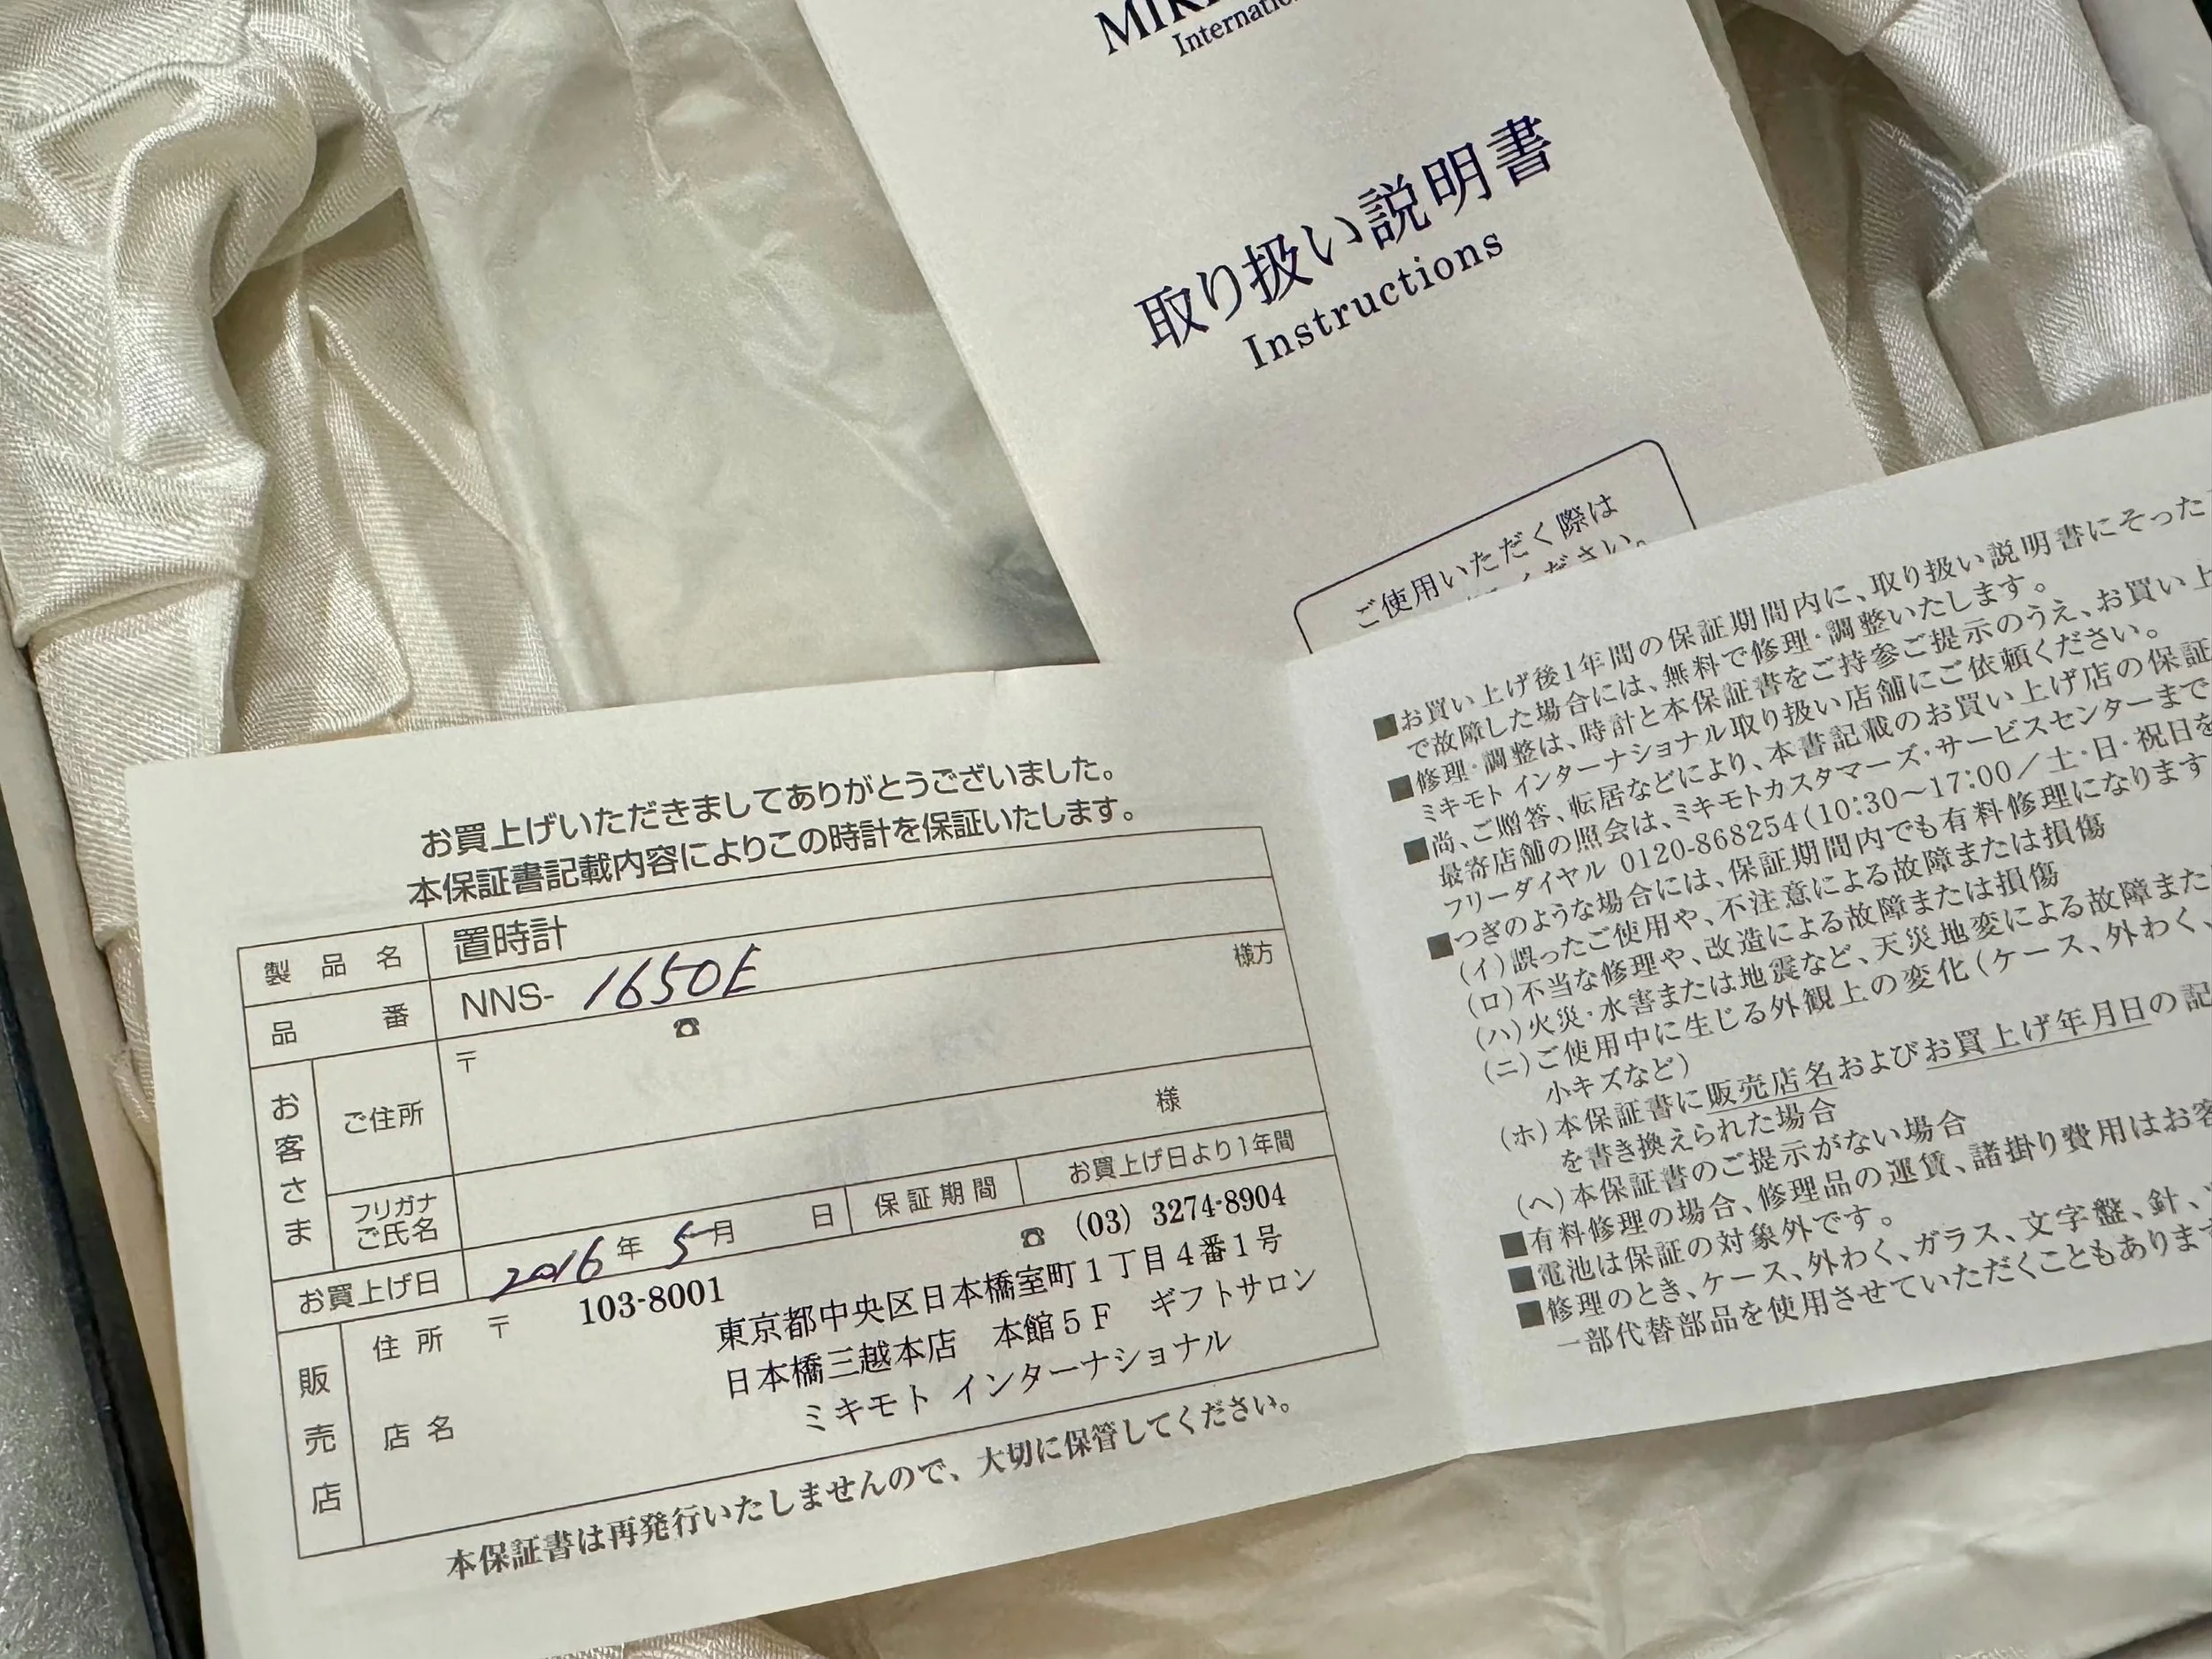 Internatio
取り扱い説明書
Instructions
ご使用いただく際は
ください。
お買上げいただきましてありがとうございました。
本保証書記載内容によりこの時計を保証いたします。
製品名 置時計
品番 NNS- 1650E
お客さま
ご住所 〒 ☎ 様方
フリガナ
ご氏名 様
お買上げ日 2016年 5月 日 保証期間 お買上げ日より1年間
販売店
住所 〒 103-8001 ☎ (03) 3274-8904
東京都中央区日本橋室町1丁目4番1号
日本橋三越本店 本館5F ギフトサロン
店名 ミキモト インターナショナル
本保証書は再発行いたしませんので、大切に保管してください。
■お買い上げ後1年間の保証期間内に、取り扱い説明書にそった
で故障した場合には、無料で修理・調整いたします。
■修理・調整は、時計と本保証書をご持参ご提示のうえ、お買い上
ミキモト インターナショナル取り扱い店舗にご依頼ください。
■尚、ご贈答、転居などにより、本書記載のお買い上げ店の保証
最寄店舗の照会は、ミキモトカスタマーズ・サービスセンターまで
フリーダイヤル 0120-868254(10:30〜17:00/土・日・祝日を
■つぎのような場合には、保証期間内でも有料修理になります
(イ)誤ったご使用や、不注意による故障または損傷
(ロ)不当な修理や、改造による故障または損傷
(ハ)火災・水害または地震など、天災地変による故障また
(ニ)ご使用中に生じる外観上の変化(ケース、外わく、
小キズなど)
(ホ)本保証書に販売店名およびお買上げ年月日の記
を書き換えられた場合
(ヘ)本保証書のご提示がない場合
■有料修理の場合、修理品の運賃、諸掛り費用はお客
■電池は保証の対象外です。
■修理のとき、ケース、外わく、ガラス、文字盤、針、
一部代替部品を使用させていただくこともあります